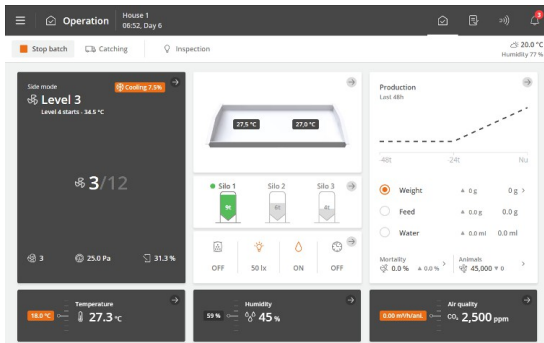 Operation
House 1
06:52, Day 6
3
Stop batch
Catching
Inspection
20.0 °C
Humidity 77 %
Side mode
Cooling 7.5%
Level 3
Level 4 starts - 34.5 °C
3/12
3
25.0 Pa
31.3 %
27,5 °C
27,0 °C
Silo 1
Silo 2
Silo 3
9t
6t
6t
OFF
50 lx
ON
OFF
Production
Last 48h
-48t
24t
Nu
Weight
0 g
0 g
Feed
0.0 g
0.0 g
Water
0.0 ml
0.0 ml
Mortality
0.0 %
0.0 %
Animals
45,000
0
Temperature
18.0 °C
27.3 °C
Humidity
59 %
45 %
Air quality
0.00 m³/h/ani.
CO₂ 2,500 ppm